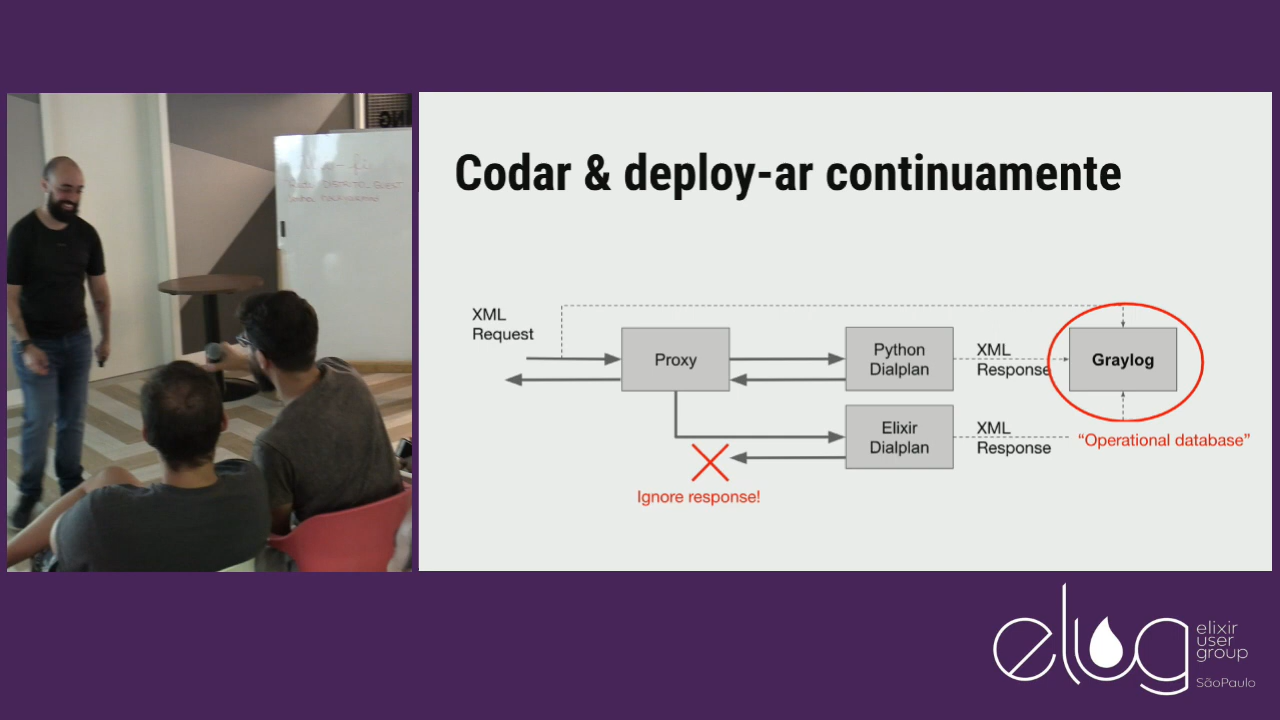 Codar & deploy-ar continuamente
XML
Request
Proxy
Python
Dialplan
XML
Response
Graylog
Elixir
Dialplan
XML
Response
“Operational database”
Ignore response!
elug
elixir
user
group
SãoPaulo